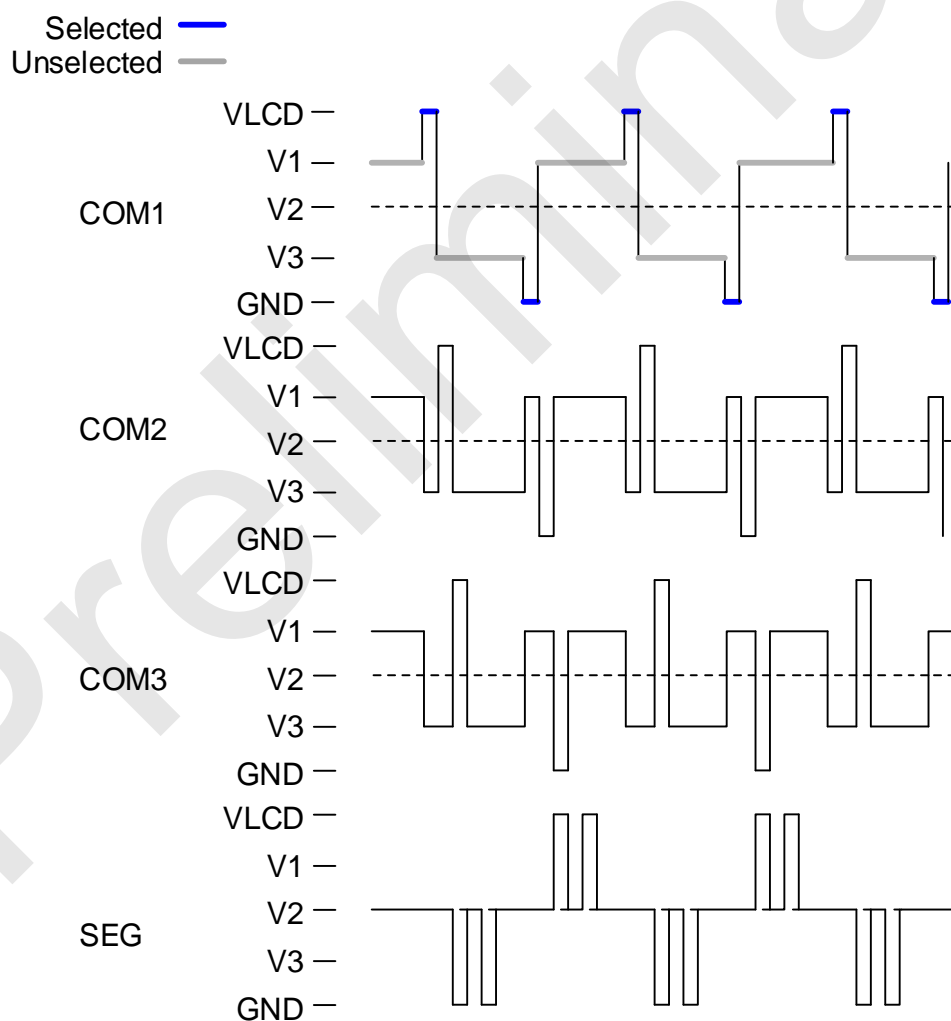 Selected
Unselected
VLCD
V1
COM1
V2
V3
GND
VLCD
V1
COM2
V2
V3
GND
VLCD
V1
COM3
V2
V3
GND
VLCD
V1
V2
SEG
V3
GND
Prelimina